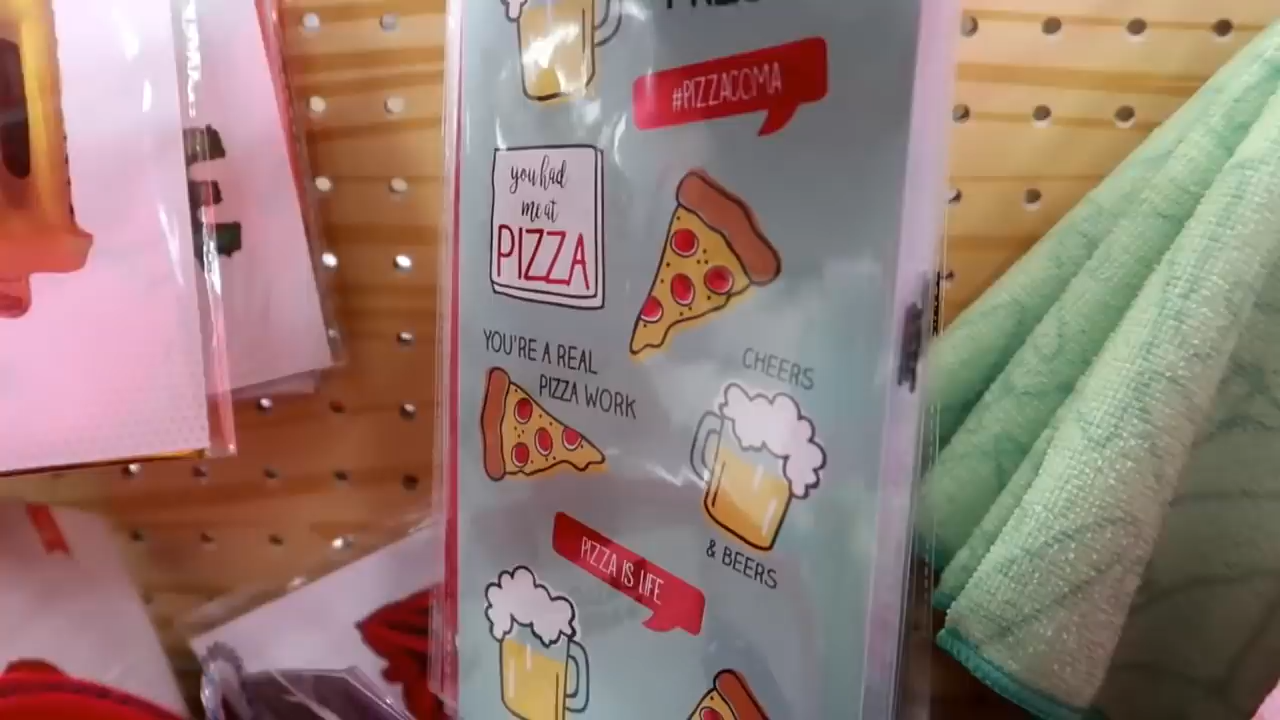 #PIZZACOMA
you had
me at
PIZZA
YOU'RE A REAL
PIZZA WORK
CHEERS
& BEERS
PIZZA IS LIFE